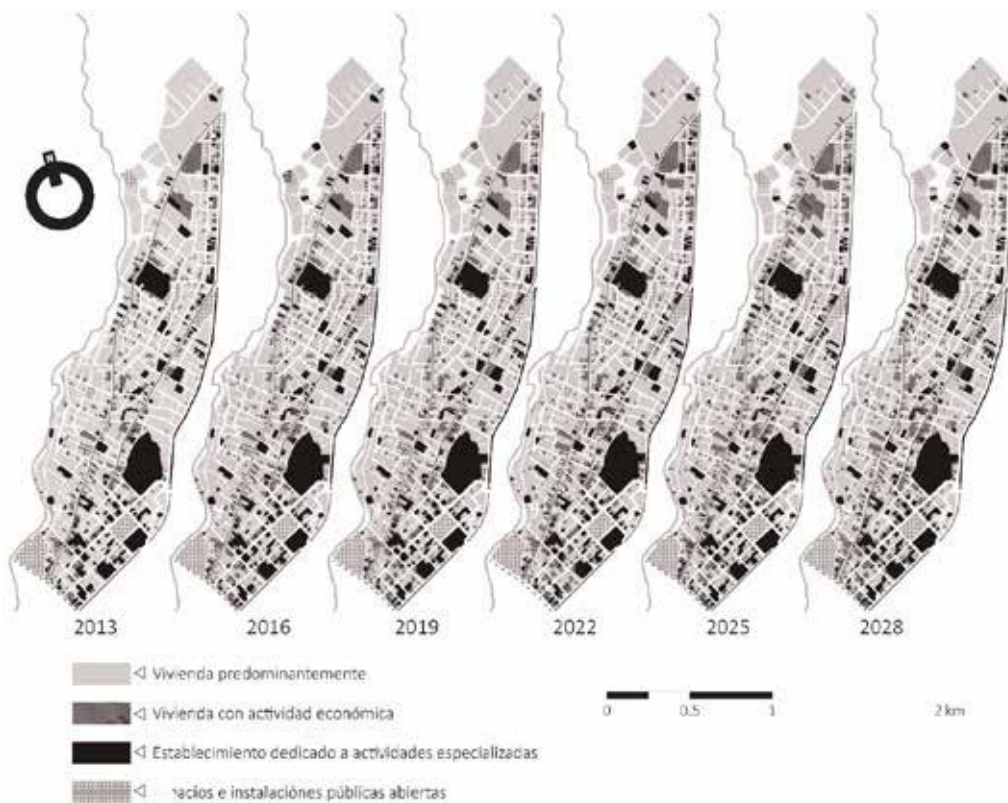 2013 2016 2019 2022 2025 2028
Vivienda predominantemente
Vivienda con actividad económica
0 0.5 1 2 km
Establecimiento dedicado a actividades especializadas
e instalaciónes públicas abiertas